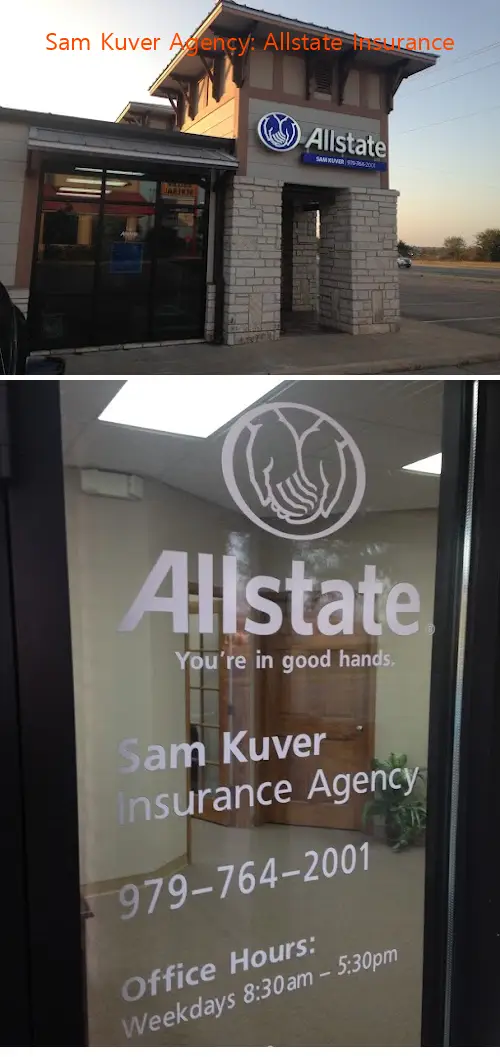 Sam Kuver Agency: Allstate Insurance
Allstate
SAM KUVER 979-764-2001
Allstate
You're in good hands.
Sam Kuver
Insurance Agency
979-764-2001
Office Hours:
Weekdays 8:30am - 5:30pm